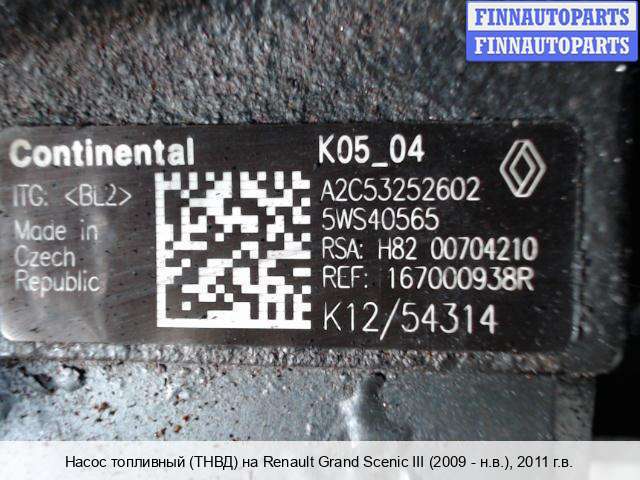 FINNAUTOPARTS
FINNAUTOPARTS
Continental K05_04
ITG: <BL2> A2C53252602
5WS40565
Made in
Czech
Republic
RSA: H82 00704210
REF: 167000938R
K12/54314
Насос топливный (ТНВД) на Renault Grand Scenic III (2009 - н.в.), 2011 г.в.